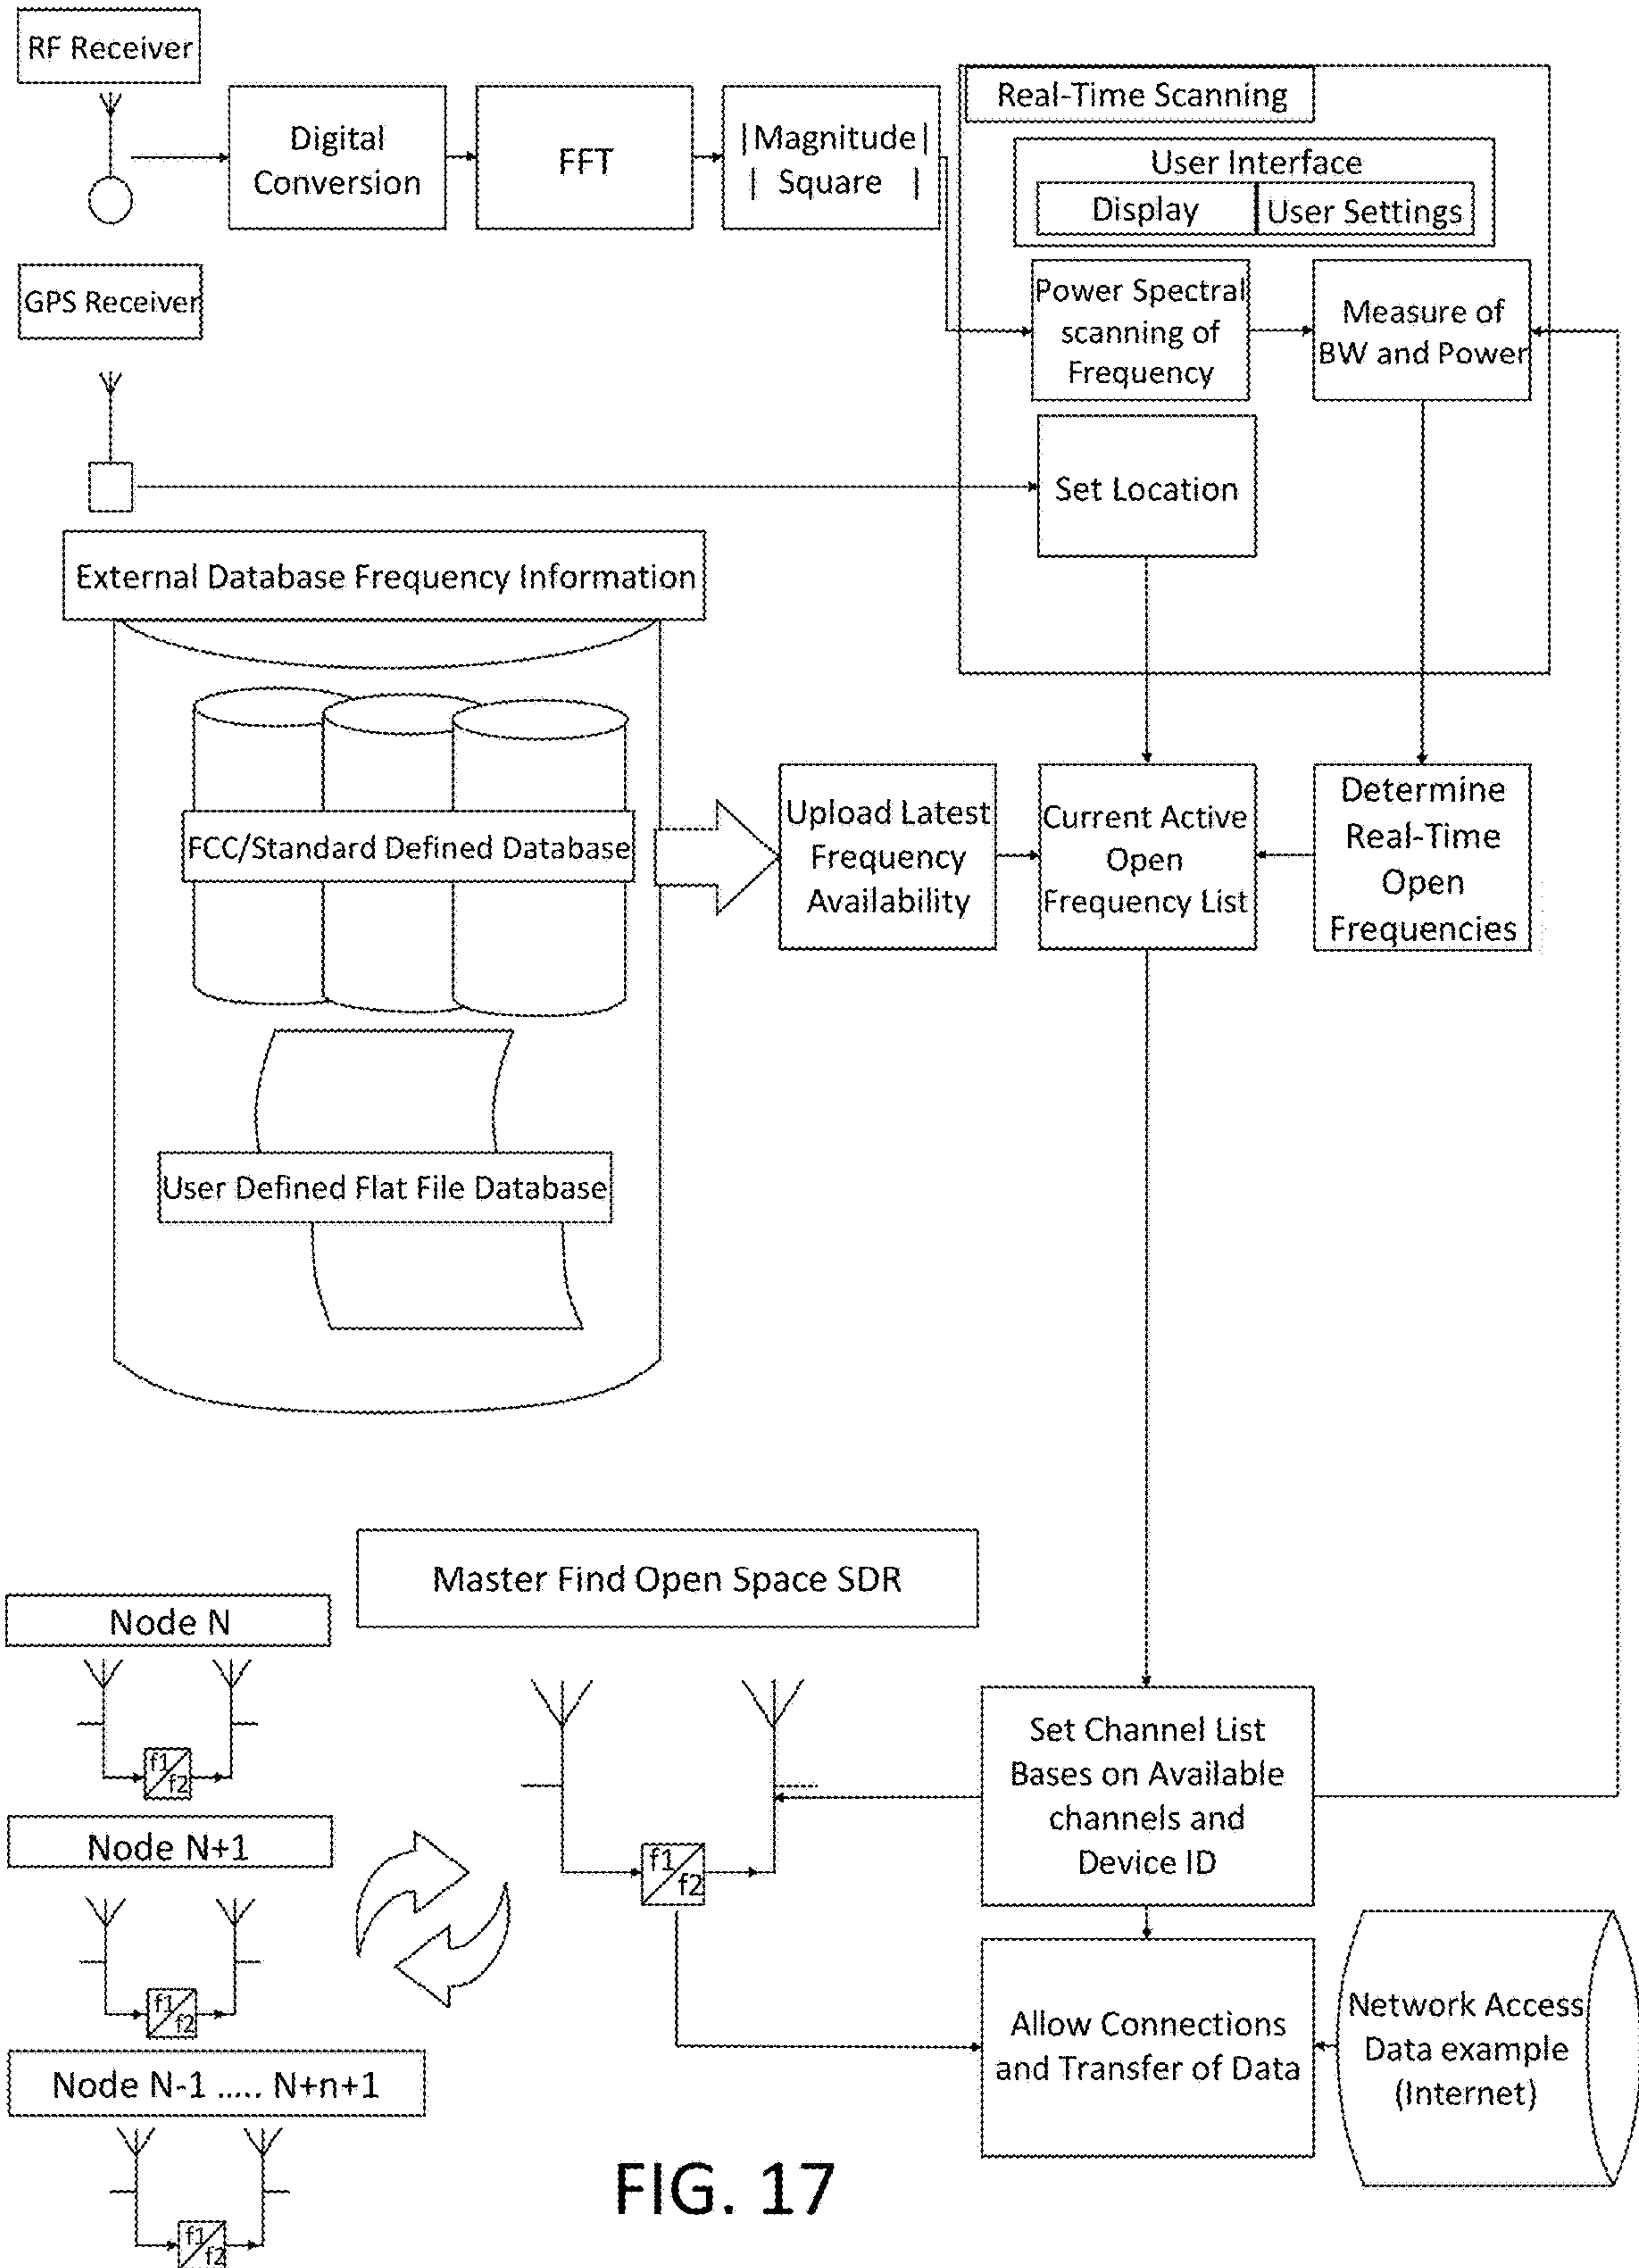 RF Receiver
Digital
Conversion
FFT
|Magnitude|
| Square |
Real-Time Scanning
User Interface
Display
User Settings
GPS Receiver
Power Spectral
scanning of
Frequency
Measure of
BW and Power
Set Location
External Database Frequency Information
FCC/Standard Defined Database
Upload Latest
Frequency
Availability
Current Active
Open
Frequency List
Determine
Real-Time
Open
Frequencies
User Defined Flat File Database
Master Find Open Space SDR
Node N
f1
f2
Node N+1
f1
f2
Node N-1 ..... N+n+1
f1
f2
f1
f2
Set Channel List
Bases on Available
channels and
Device ID
Allow Connections
and Transfer of Data
Network Access
Data example
(Internet)
FIG. 17